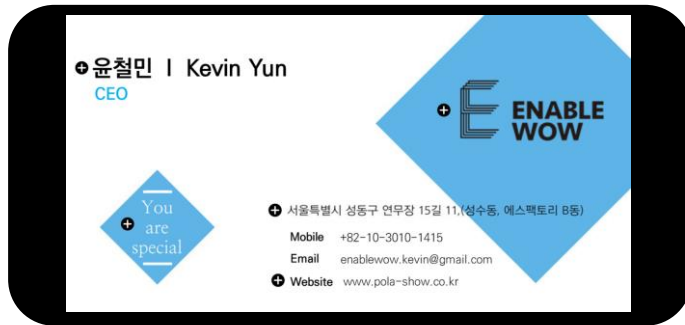 윤철민 I Kevin Yun
CEO
ENABLE
WOW
You
are
special
서울특별시 성동구 연무장 15길 11,(성수동, 에스팩토리 B동)
Mobile +82-10-3010-1415
Email enablewow.kevin@gmail.com
Website www.pola-show.co.kr